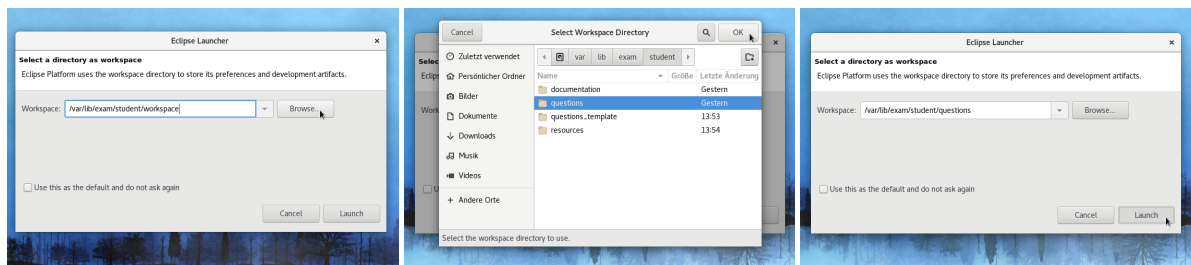 Eclipse Launcher
Select a directory as workspace
Eclipse Platform uses the workspace directory to store its preferences and development artifacts.
Workspace: /var/lib/exam/student/workspace Browse...
Use this as the default and do not ask again
Cancel Launch
Cancel Select Workspace Directory OK
Zuletzt verwendet
Persönlicher Ordner
Bilder
Dokumente
Downloads
Musik
Videos
Andere Orte
var lib exam student
Name Größe Letzte Änderung
documentation Gestern
questions Gestern
questions_template 13:53
resources 13:54
Select the workspace directory to use.
Eclipse Launcher
Select a directory as workspace
Eclipse Platform uses the workspace directory to store its preferences and development artifacts.
Workspace: /var/lib/exam/student/questions Browse...
Use this as the default and do not ask again
Cancel Launch